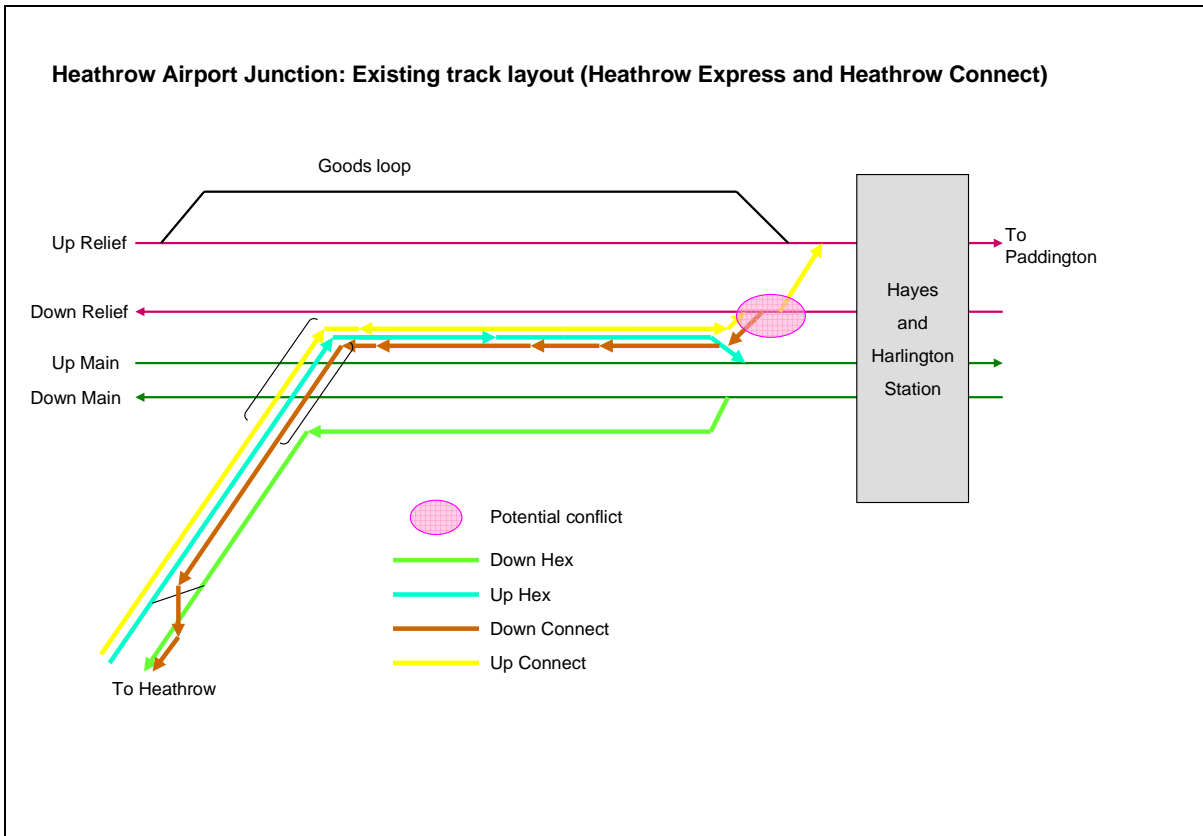 Heathrow Airport Junction: Existing track layout (Heathrow Express and Heathrow Connect)
Goods loop
Up Relief
To
Paddington
Down Relief
Hayes
and
Harlington
Station
Up Main
Down Main
Potential conflict
Down Hex
Up Hex
Down Connect
Up Connect
To Heathrow